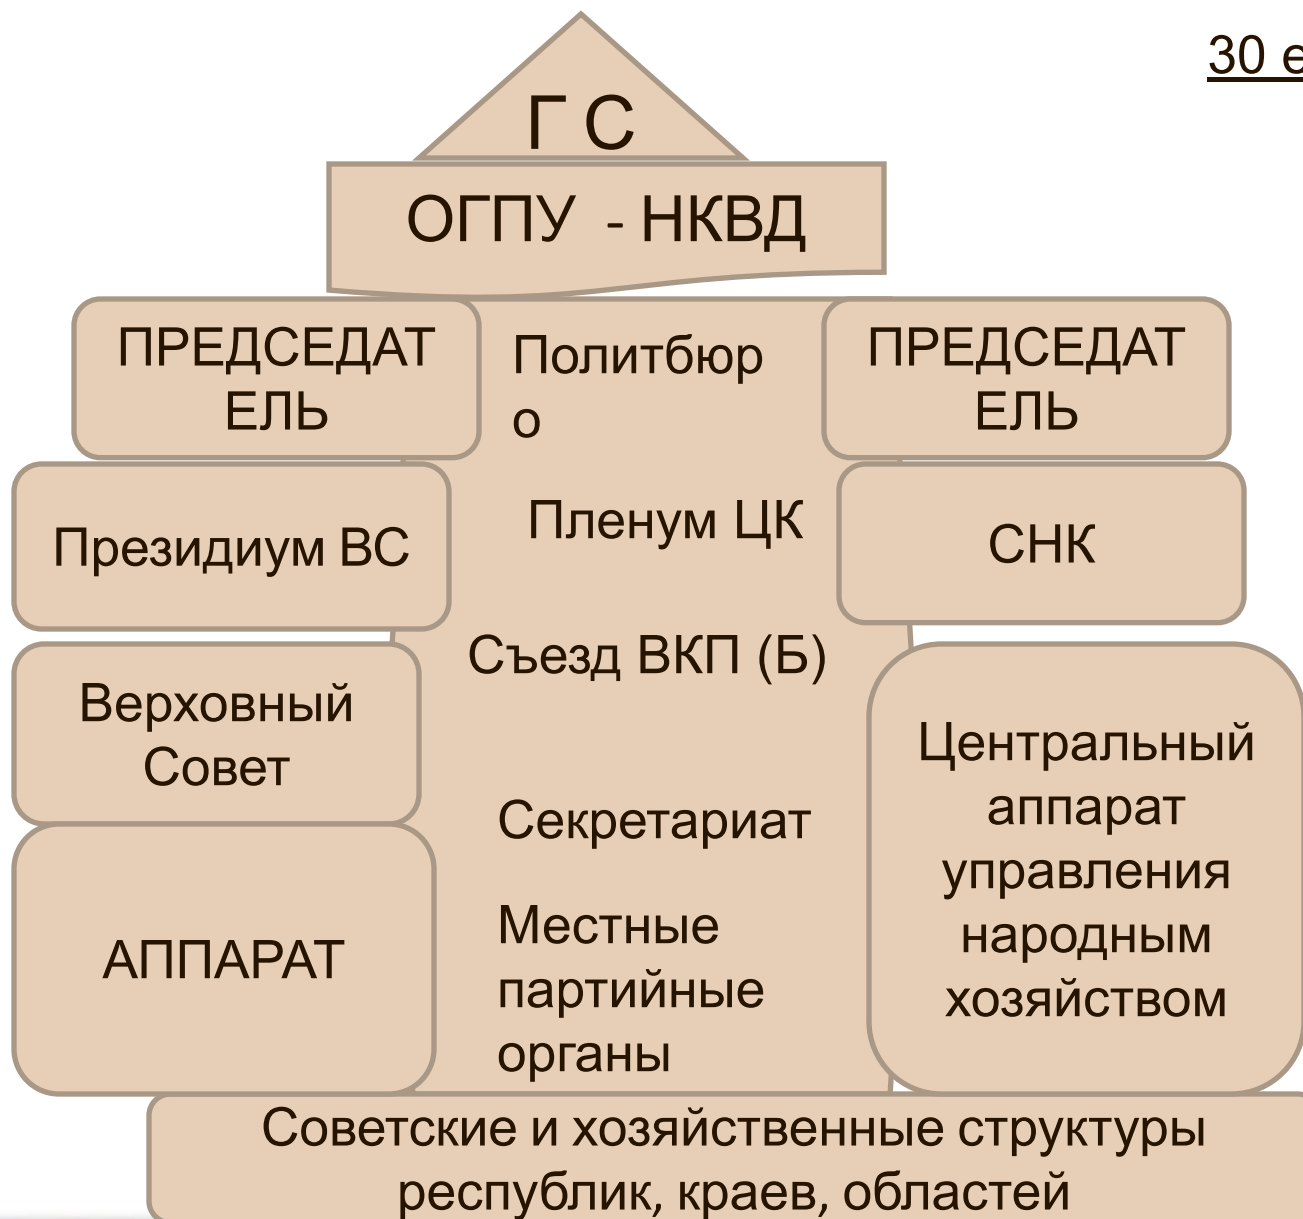 30 е
Г С
ОГПУ - НКВД
ПРЕДСЕДАТ
ЕЛЬ
Президиум ВС
Верховный
Совет
АППАРАТ
Политбюр
о
Пленум ЦК
Съезд ВКП (Б)
Секретариат
Местные
партийные
органы
ПРЕДСЕДАТ
ЕЛЬ
СНК
Центральный
аппарат
управления
народным
хозяйством
Советские и хозяйственные структуры
республик, краев, областей